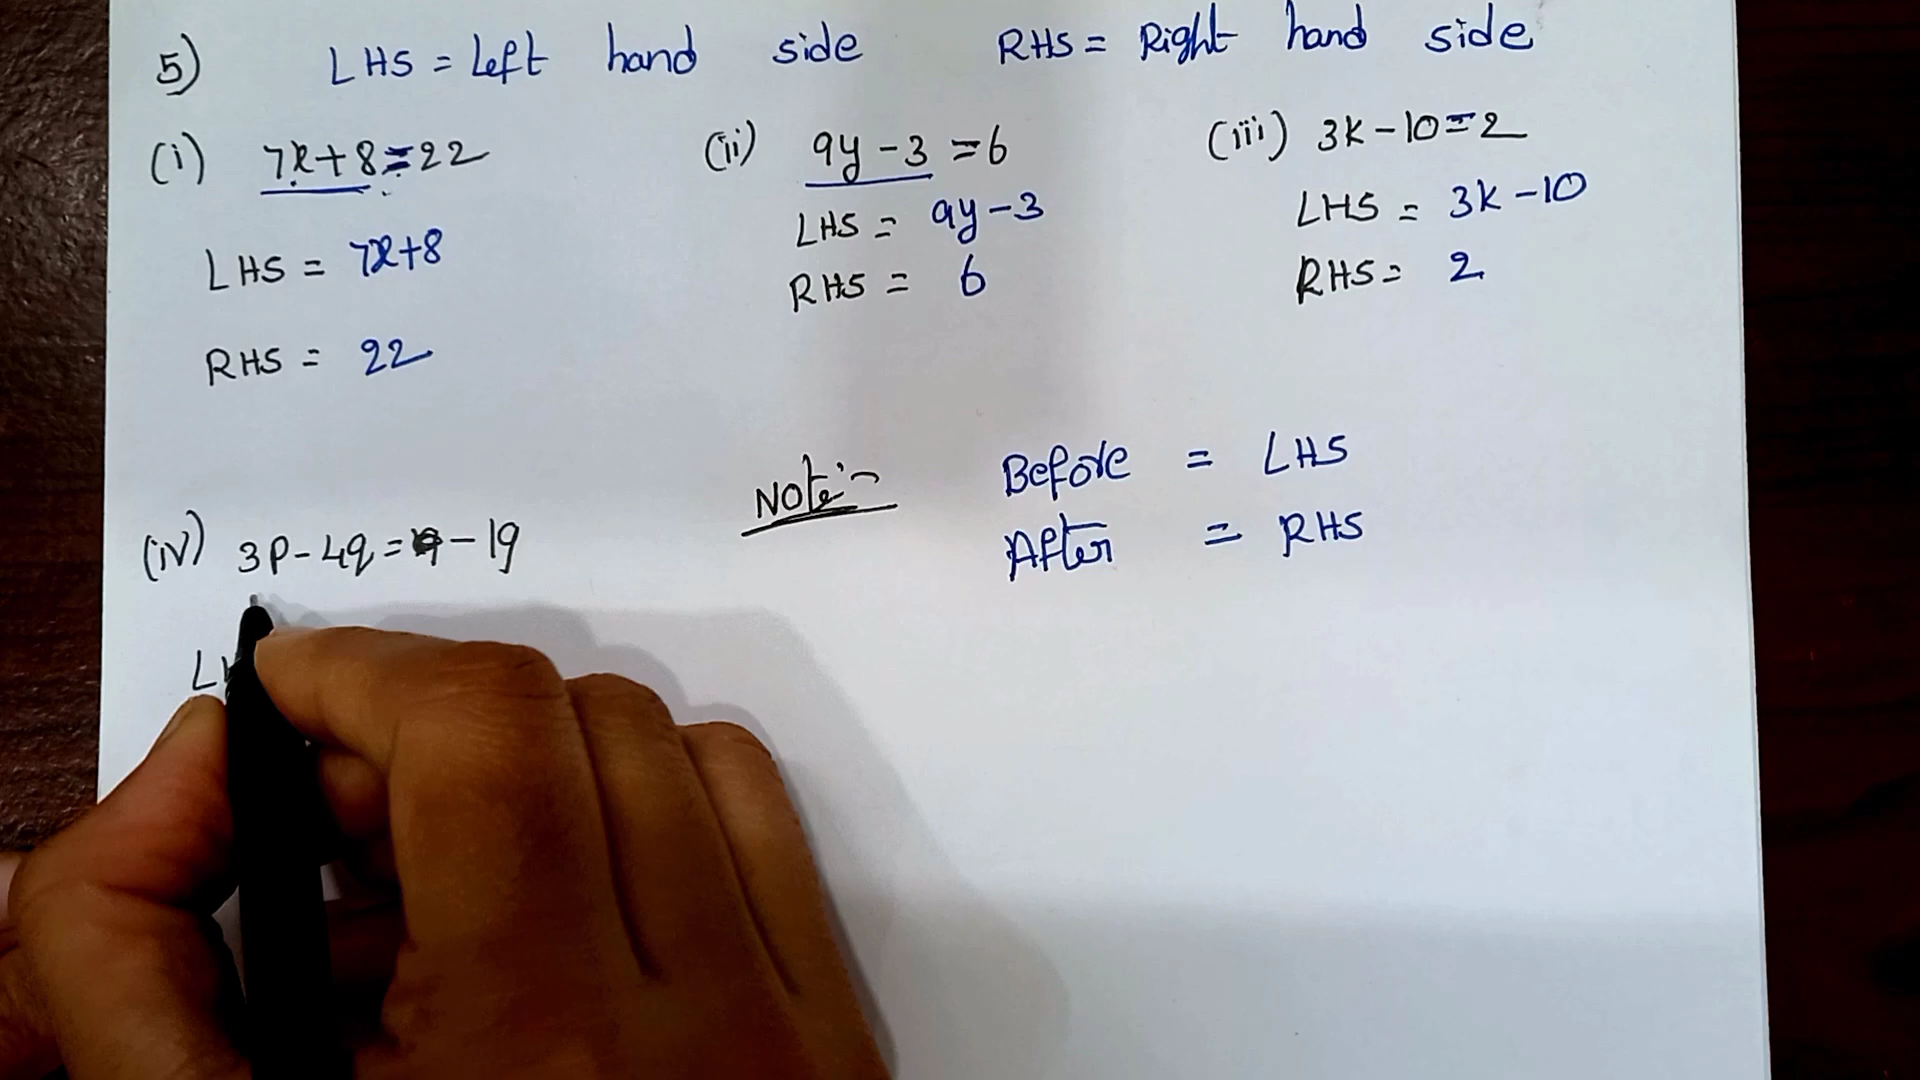 5) LHS = Left hand side RHS = Right hand side
(i) 7x+8=22
LHS = 7x+8
RHS = 22
(ii) 9y-3=6
LHS = 9y-3
RHS = 6
(iii) 3k-10=2
LHS = 3k-10
RHS = 2
Note:-
Before = LHS
After = RHS
(iv) 3p-4q= -19